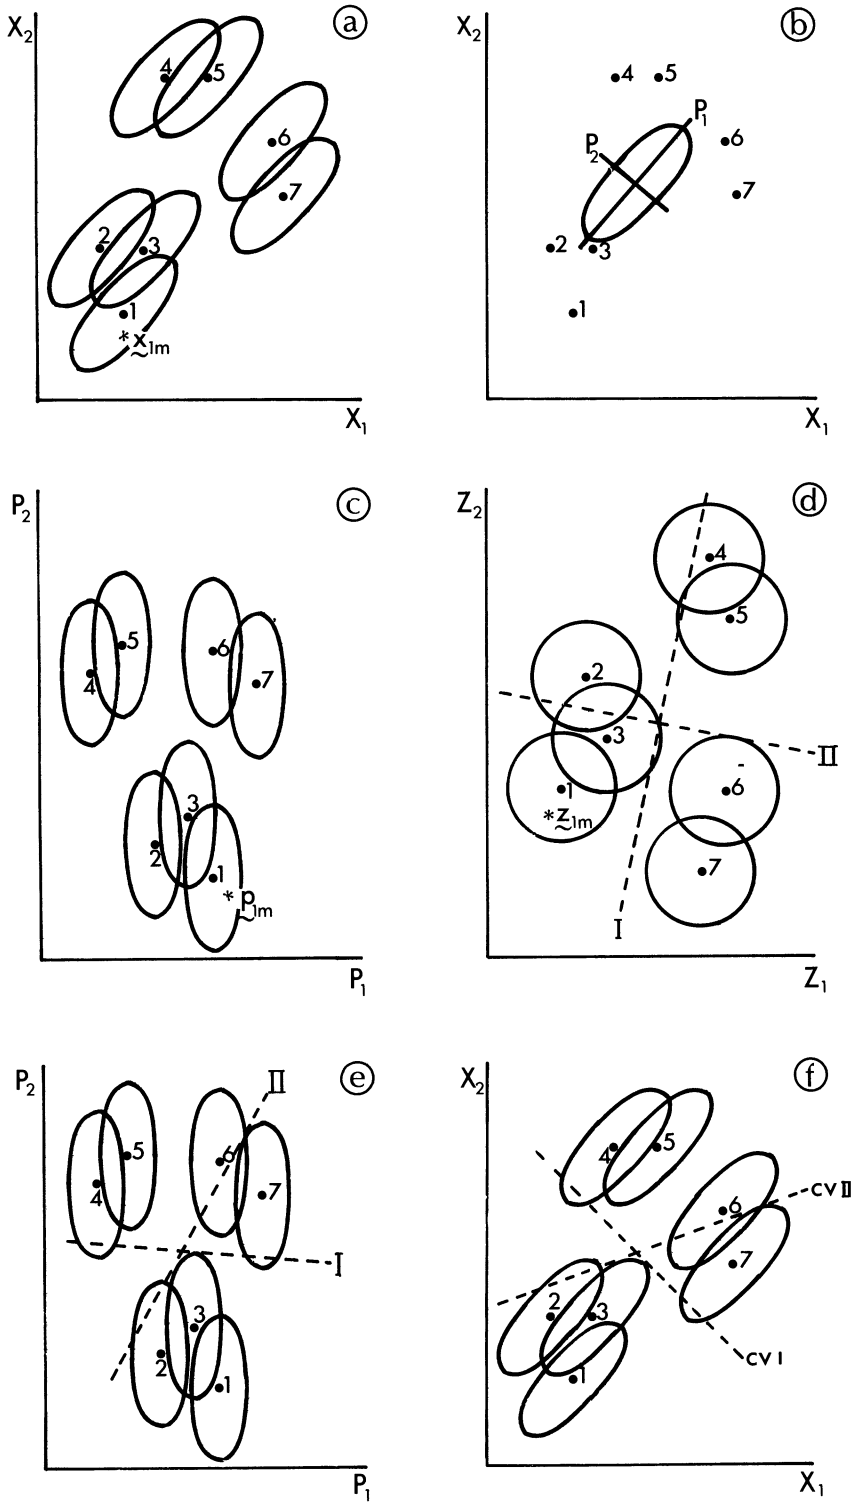 X₂ ⓐ
4 5
6
7
2 3
1
* x₁ₘ
X₁
X₂ ⓑ
4 5
P₁
P₂ 6
7
2 3
1
X₁
P₂ ⓒ
5 6
4 7
3
2 1
* p₁ₘ
P₁
Z₂ ⓓ
4
5
2
3 II
1 6
* z₁ₘ
7
I
Z₁
P₂ ⓔ
II
5 6
4 7
I
3
2
1
P₁
X₂ ⓕ
4 5
CV II
6
7
2 3
CV I
1
X₁